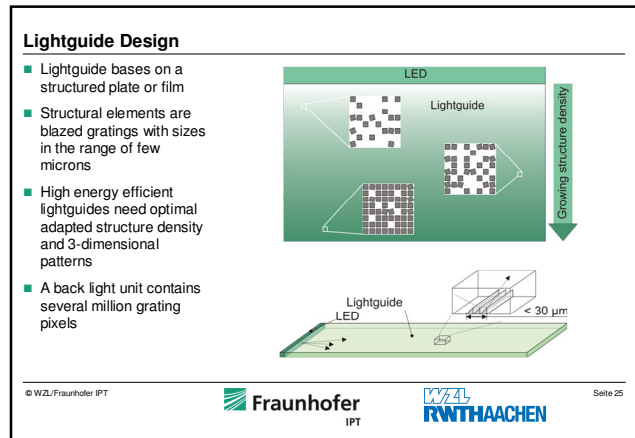 Lightguide Design
Lightguide bases on a
structured plate or film
Structural elements are
blazed gratings with sizes
in the range of few
microns
High energy efficient
lightguides need optimal
adapted structure density
and 3-dimensional
patterns
A back light unit contains
several million grating
pixels
LED
Lightguide
Growing structure density
Lightguide
LED
< 30 µm
© WZL/Fraunhofer IPT
Fraunhofer
IPT
WZL
RWTHAACHEN
Seite 25